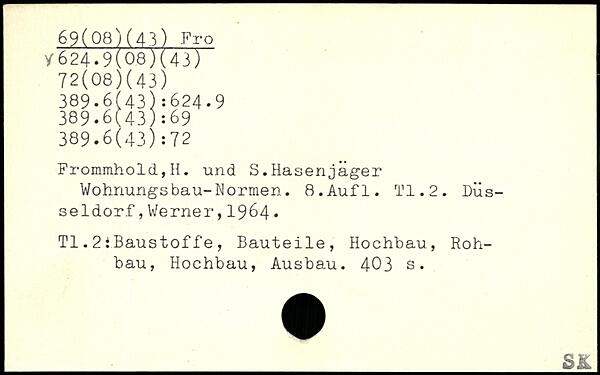 69(08)(43) Fro
v 624.9(08)(43)
72(08)(43)
389.6(43):624.9
389.6(43):69
389.6(43):72
Frommhold,H. und S.Hasenjäger
Wohnungsbau-Normen. 8.Aufl. Tl.2. Düs-
seldorf,Werner,1964.
Tl.2:Baustoffe, Bauteile, Hochbau, Roh-
bau, Hochbau, Ausbau. 403 s.
SK